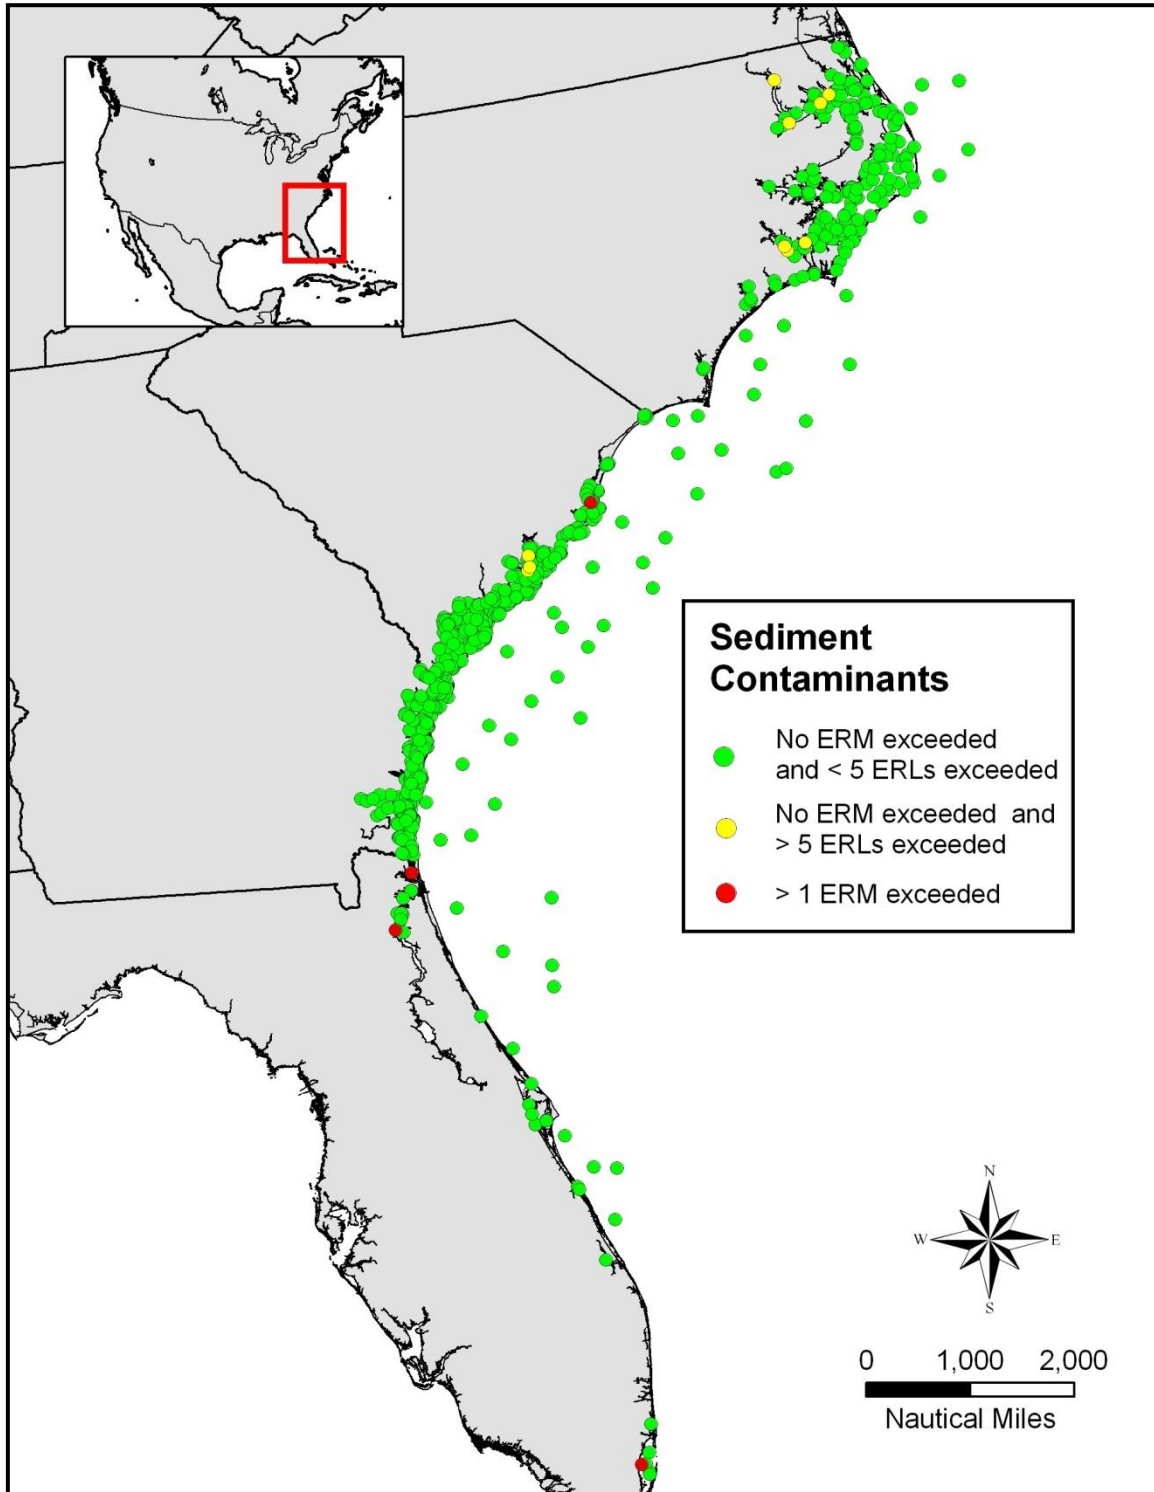 Sediment
Contaminants
No ERM exceeded
and < 5 ERLs exceeded
No ERM exceeded and
> 5 ERLs exceeded
> 1 ERM exceeded
N
W E
S
0 1,000 2,000
Nautical Miles